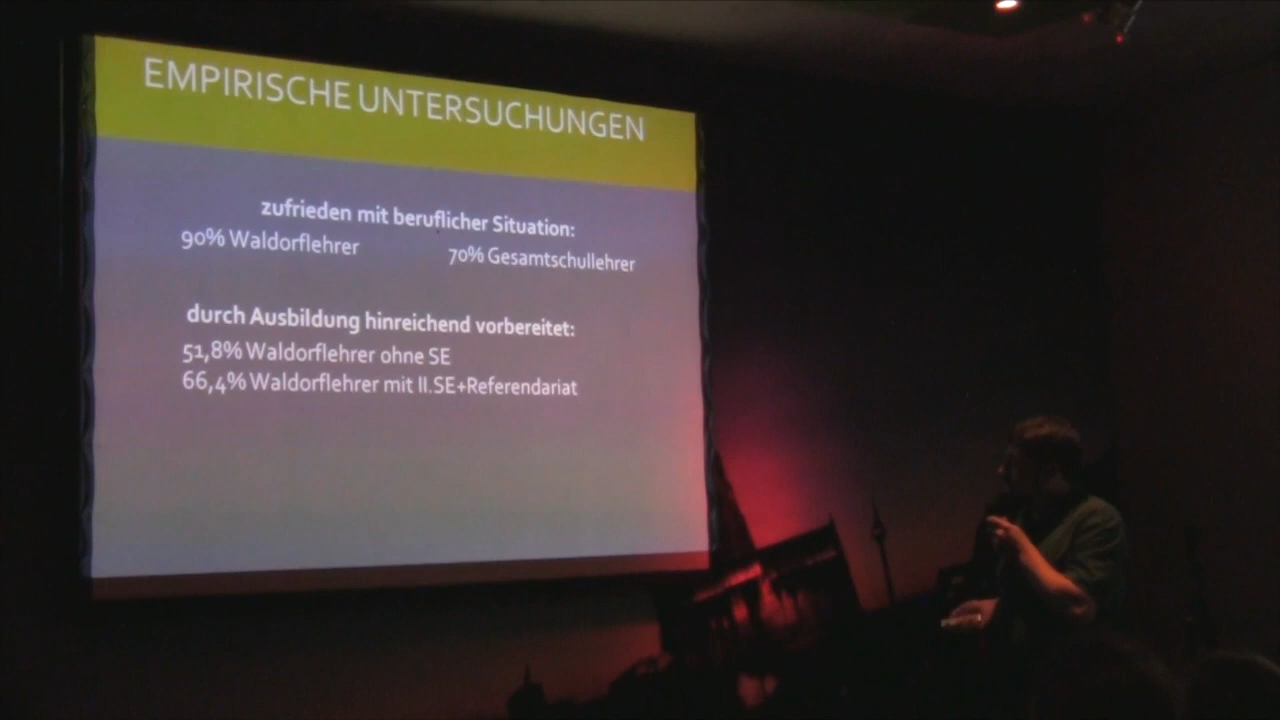 EMPIRISCHE UNTERSUCHUNGEN
zufrieden mit beruflicher Situation:
90% Waldorflehrer 70% Gesamtschullehrer
durch Ausbildung hinreichend vorbereitet:
51,8% Waldorflehrer ohne SE
66,4% Waldorflehrer mit II.SE+Referendariat